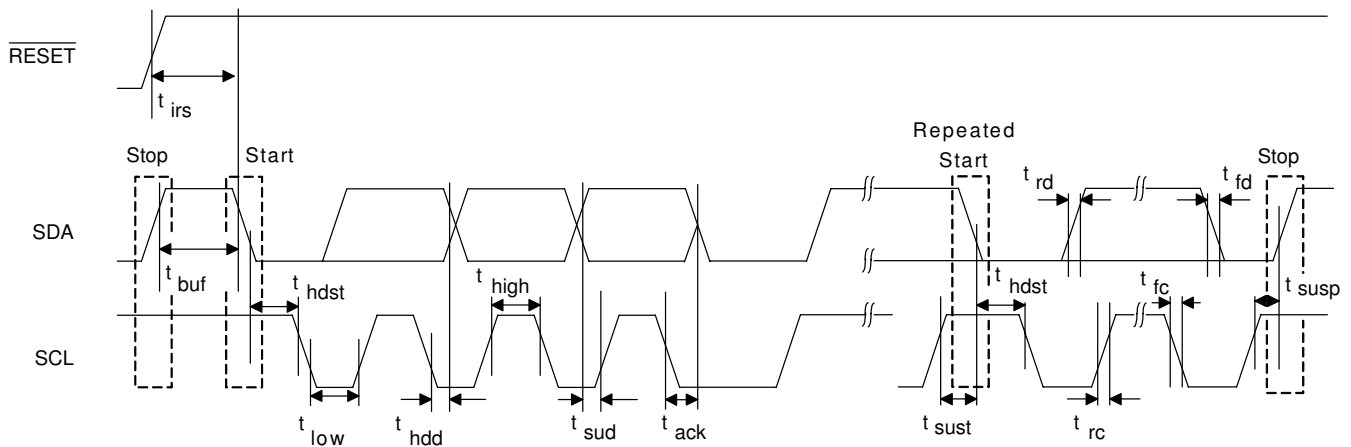 RESET
t irs
Repeated
Stop Start Start Stop
t rd t fd
SDA
t buf t hdst t high t hdst t fc t susp
SCL
t low t hdd t sud t ack t sust t rc